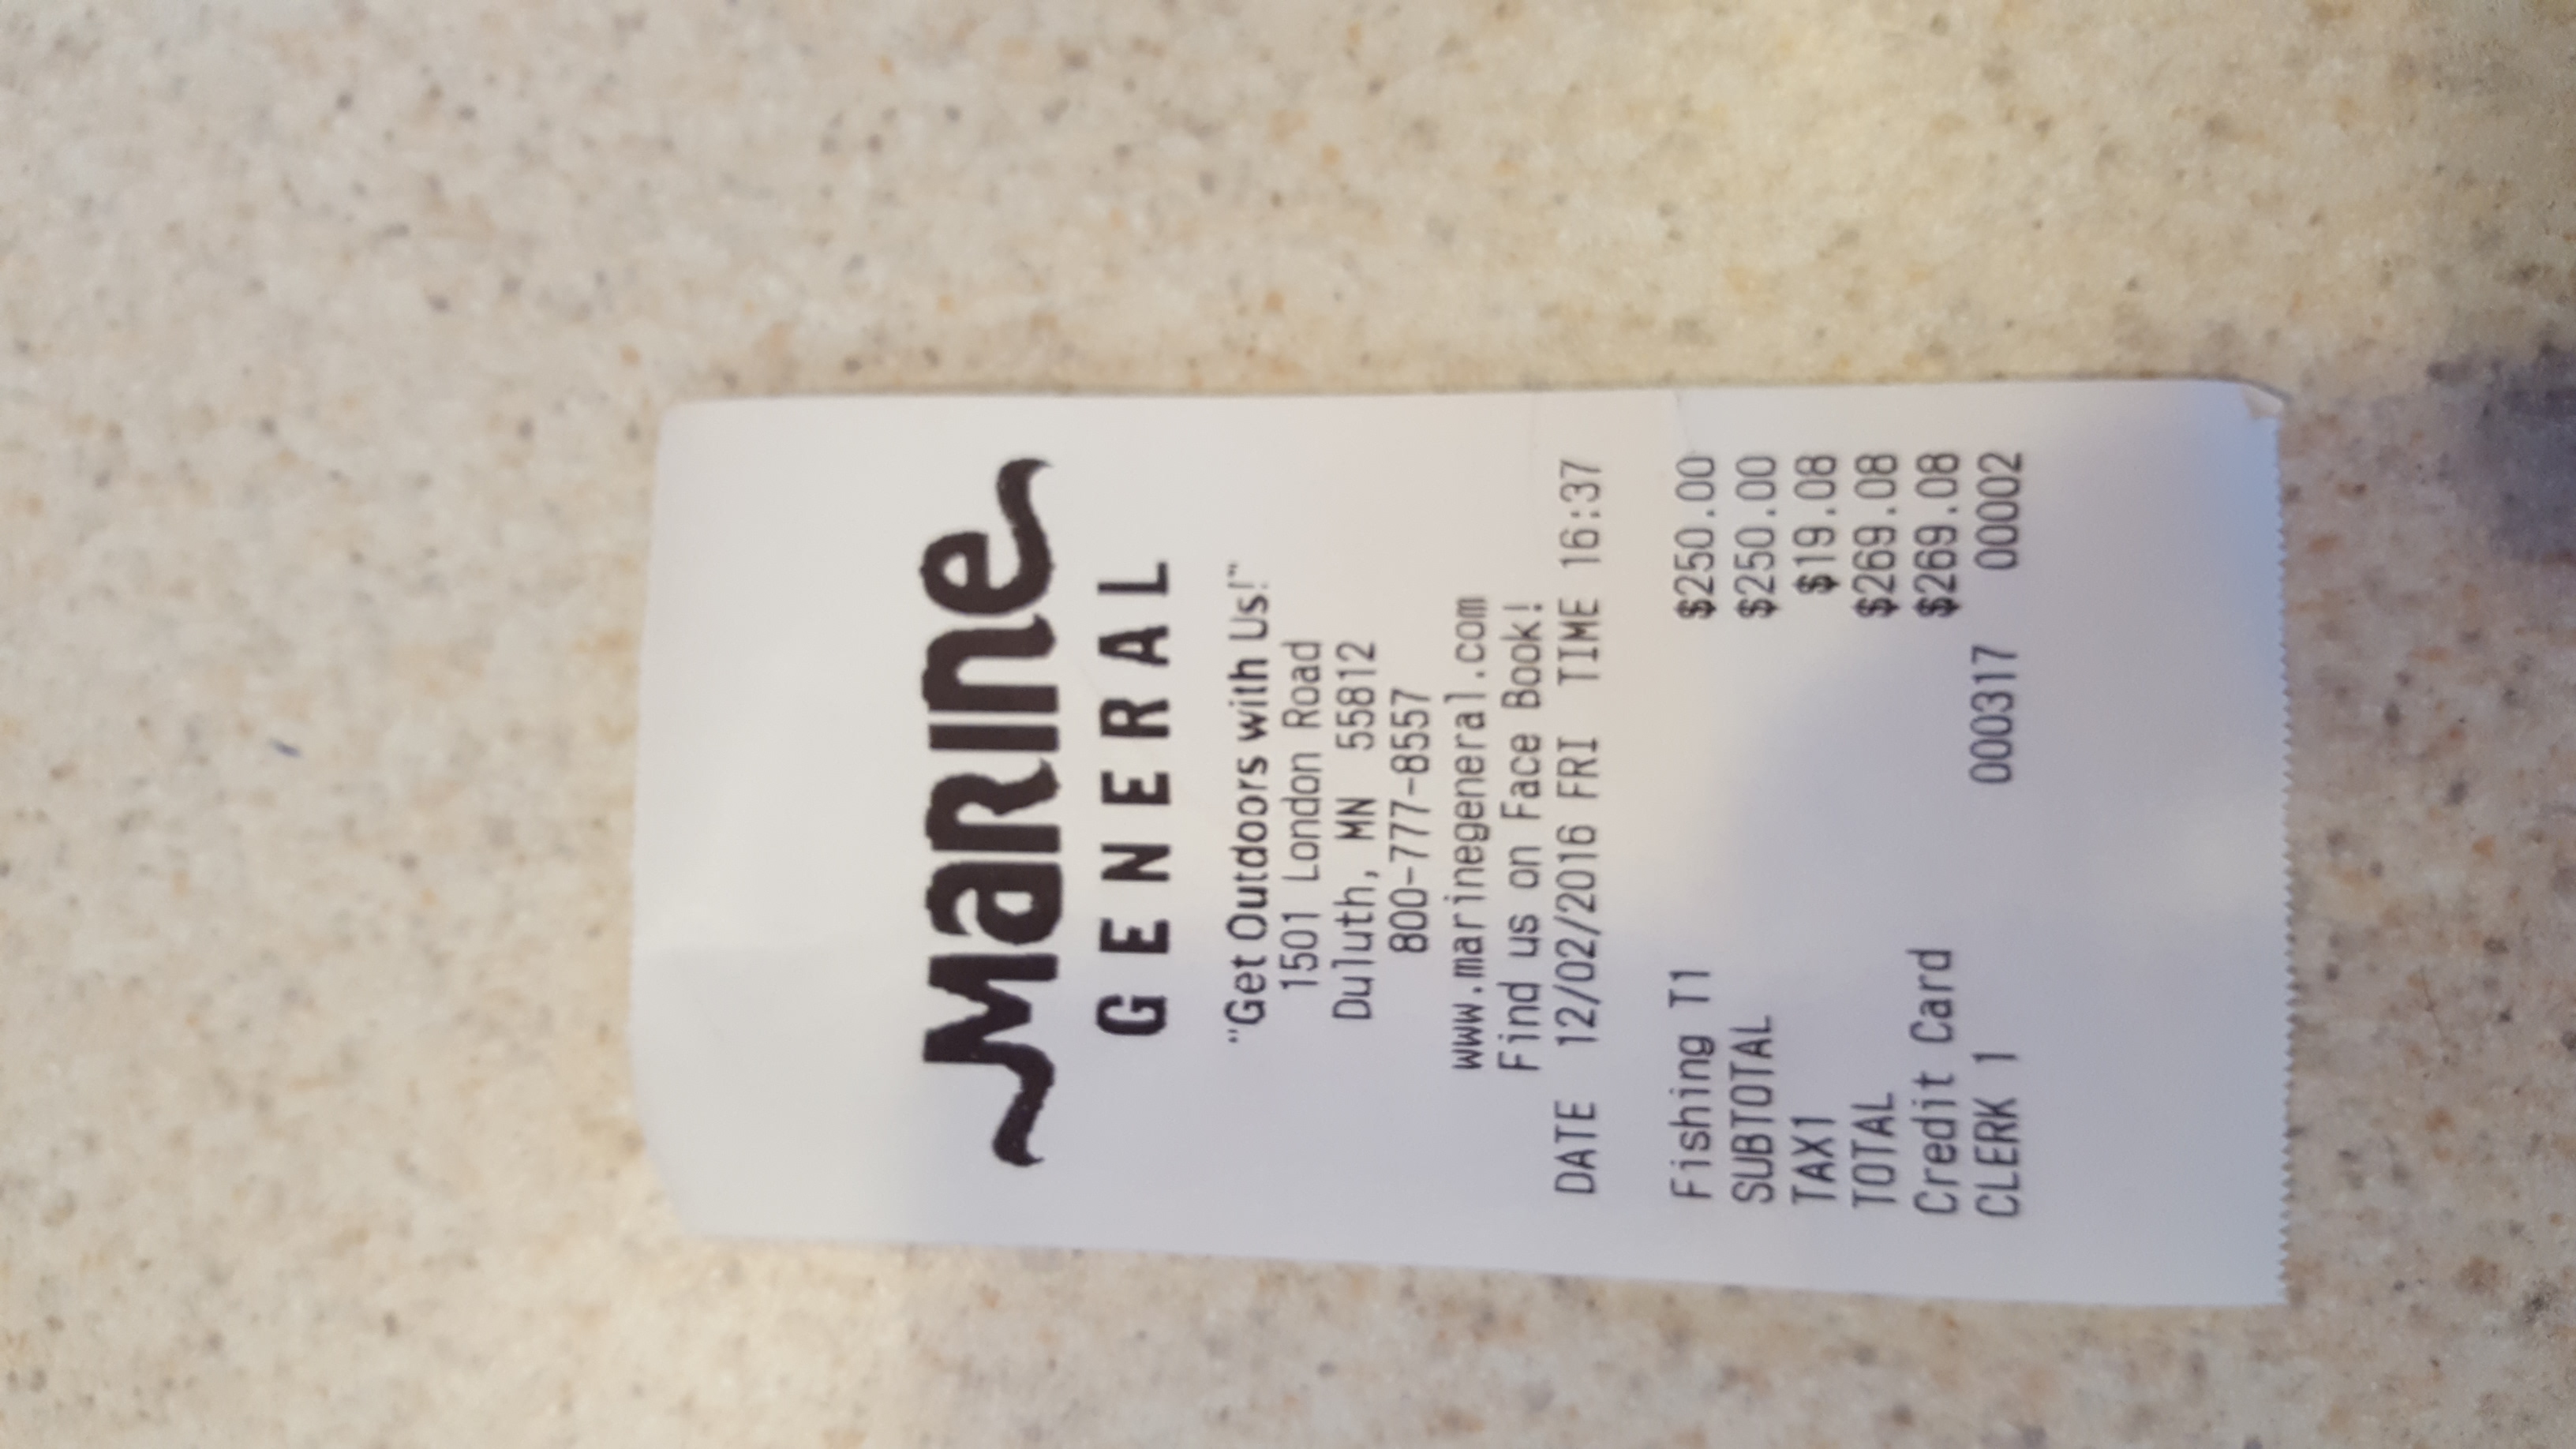 Marine
GENERAL
"Get Outdoors with Us!"
1501 London Road
Duluth, MN 55812
800-777-8557
www.marinegeneral.com
Find us on Face Book!
DATE 12/02/2016 FRI TIME 16:37
Fishing T1 $250.00
SUBTOTAL $250.00
TAX1 $19.08
TOTAL $269.08
Credit Card $269.08
CLERK 1 000317 00002